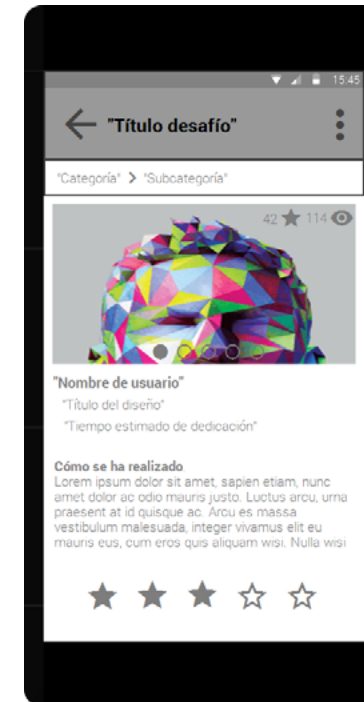 15:45
"Título desafío"
"Categoría" > "Subcategoría"
42 114
"Nombre de usuario"
"Título del diseño"
"Tiempo estimado de dedicación"
Cómo se ha realizado
Lorem ipsum dolor sit amet, sapien etiam, nunc
amet dolor ac odio mauris justo. Luctus arcu, urna
praesent at id quisque ac. Arcu es massa
vestibulum malesuada, integer vivamus elit eu
mauris eus, cum eros quis aliquam wisi. Nulla wisi